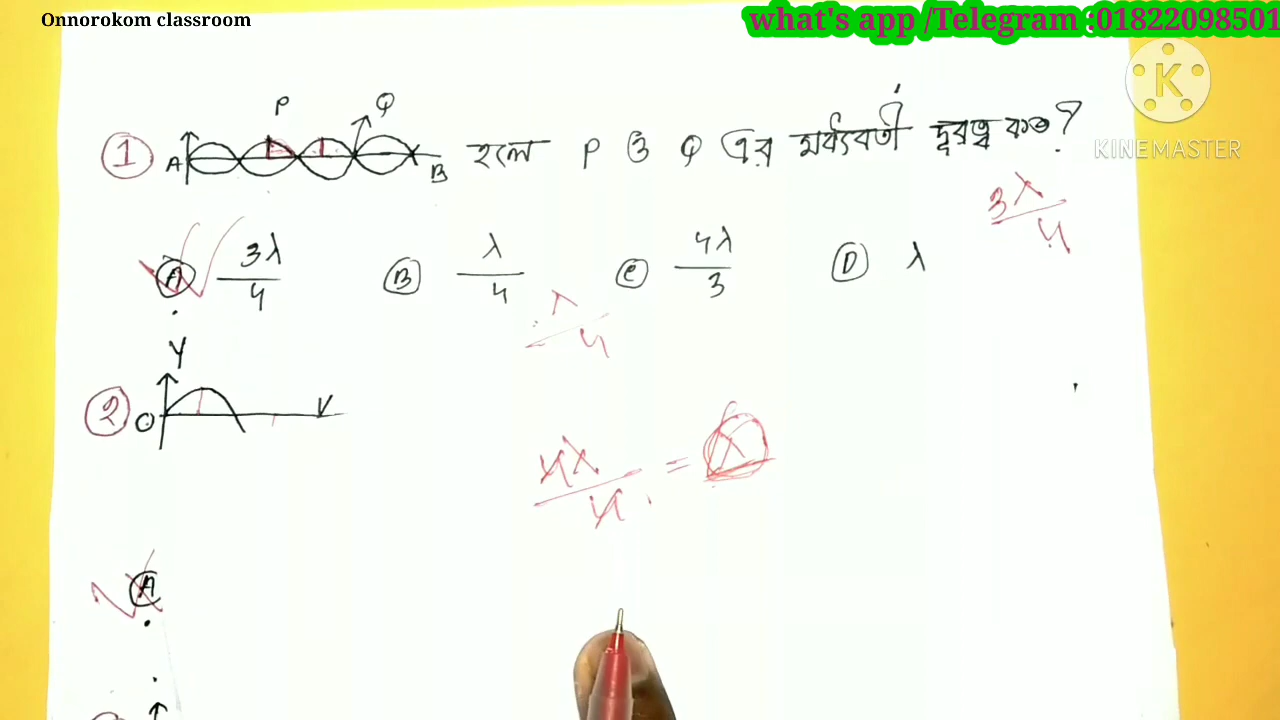 Onnorokom classroom
what's app /Telegram :01822098501
K
KINEMASTER
P Q
① A B হলে P ও Q এর মধ্যবর্তী দূরত্ব কত?
3λ/4
Ⓐ 3λ/4 Ⓑ λ/4 Ⓒ 4λ/3 Ⓓ λ
λ/4
Y
② O
4λ/4 = λ
Ⓐ